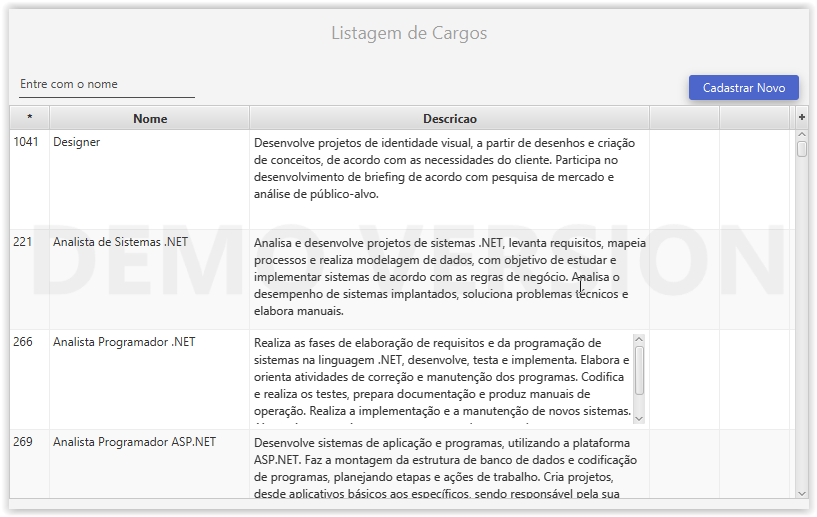 Listagem de Cargos
Entre com o nome
Cadastrar Novo
* Nome Descricao +
1041 Designer Desenvolve projetos de identidade visual, a partir de desenhos e criação
de conceitos, de acordo com as necessidades do cliente. Participa no
desenvolvimento de briefing de acordo com pesquisa de mercado e
análise de público-alvo.
DEMO VERSION
221 Analista de Sistemas .NET Analisa e desenvolve projetos de sistemas .NET, levanta requisitos, mapeia
processos e realiza modelagem de dados, com objetivo de estudar e
implementar sistemas de acordo com as regras de negócio. Analisa o
desempenho de sistemas implantados, soluciona problemas técnicos e
elabora manuais.
266 Analista Programador .NET Realiza as fases de elaboração de requisitos e da programação de
sistemas na linguagem .NET, desenvolve, testa e implementa. Elabora e
orienta atividades de correção e manutenção dos programas. Codifica
e realiza os testes, prepara documentação e produz manuais de
operação. Realiza a implementação e a manutenção de novos sistemas.
269 Analista Programador ASP.NET Desenvolve sistemas de aplicação e programas, utilizando a plataforma
ASP.NET. Faz a montagem da estrutura de banco de dados e codificação
de programas, planejando etapas e ações de trabalho. Cria projetos,
desde aplicativos básicos aos específicos, sendo responsável pela sua